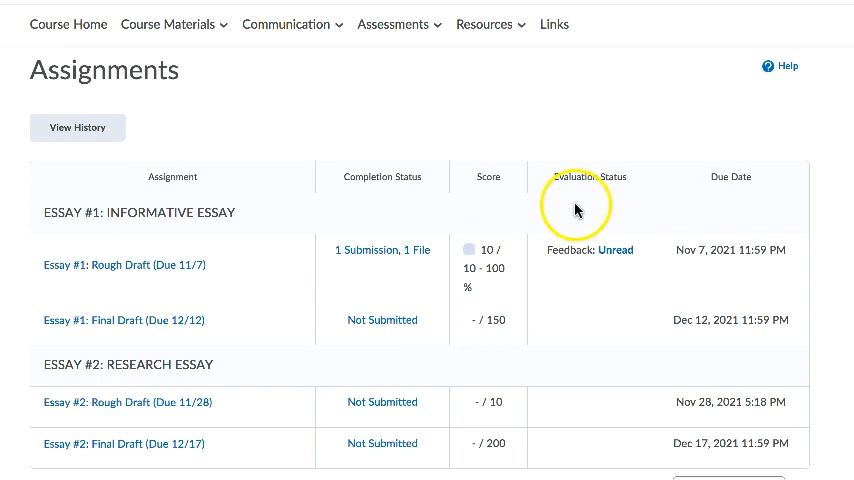 Course Home Course Materials Communication Assessments Resources Links
Assignments
Help
View History
Assignment Completion Status Score Evaluation Status Due Date
ESSAY #1: INFORMATIVE ESSAY
Essay #1: Rough Draft (Due 11/7) 1 Submission, 1 File 10 / Feedback: Unread Nov 7, 2021 11:59 PM
10 - 100
%
Essay #1: Final Draft (Due 12/12) Not Submitted - / 150 Dec 12, 2021 11:59 PM
ESSAY #2: RESEARCH ESSAY
Essay #2: Rough Draft (Due 11/28) Not Submitted - / 10 Nov 28, 2021 5:18 PM
Essay #2: Final Draft (Due 12/17) Not Submitted - / 200 Dec 17, 2021 11:59 PM